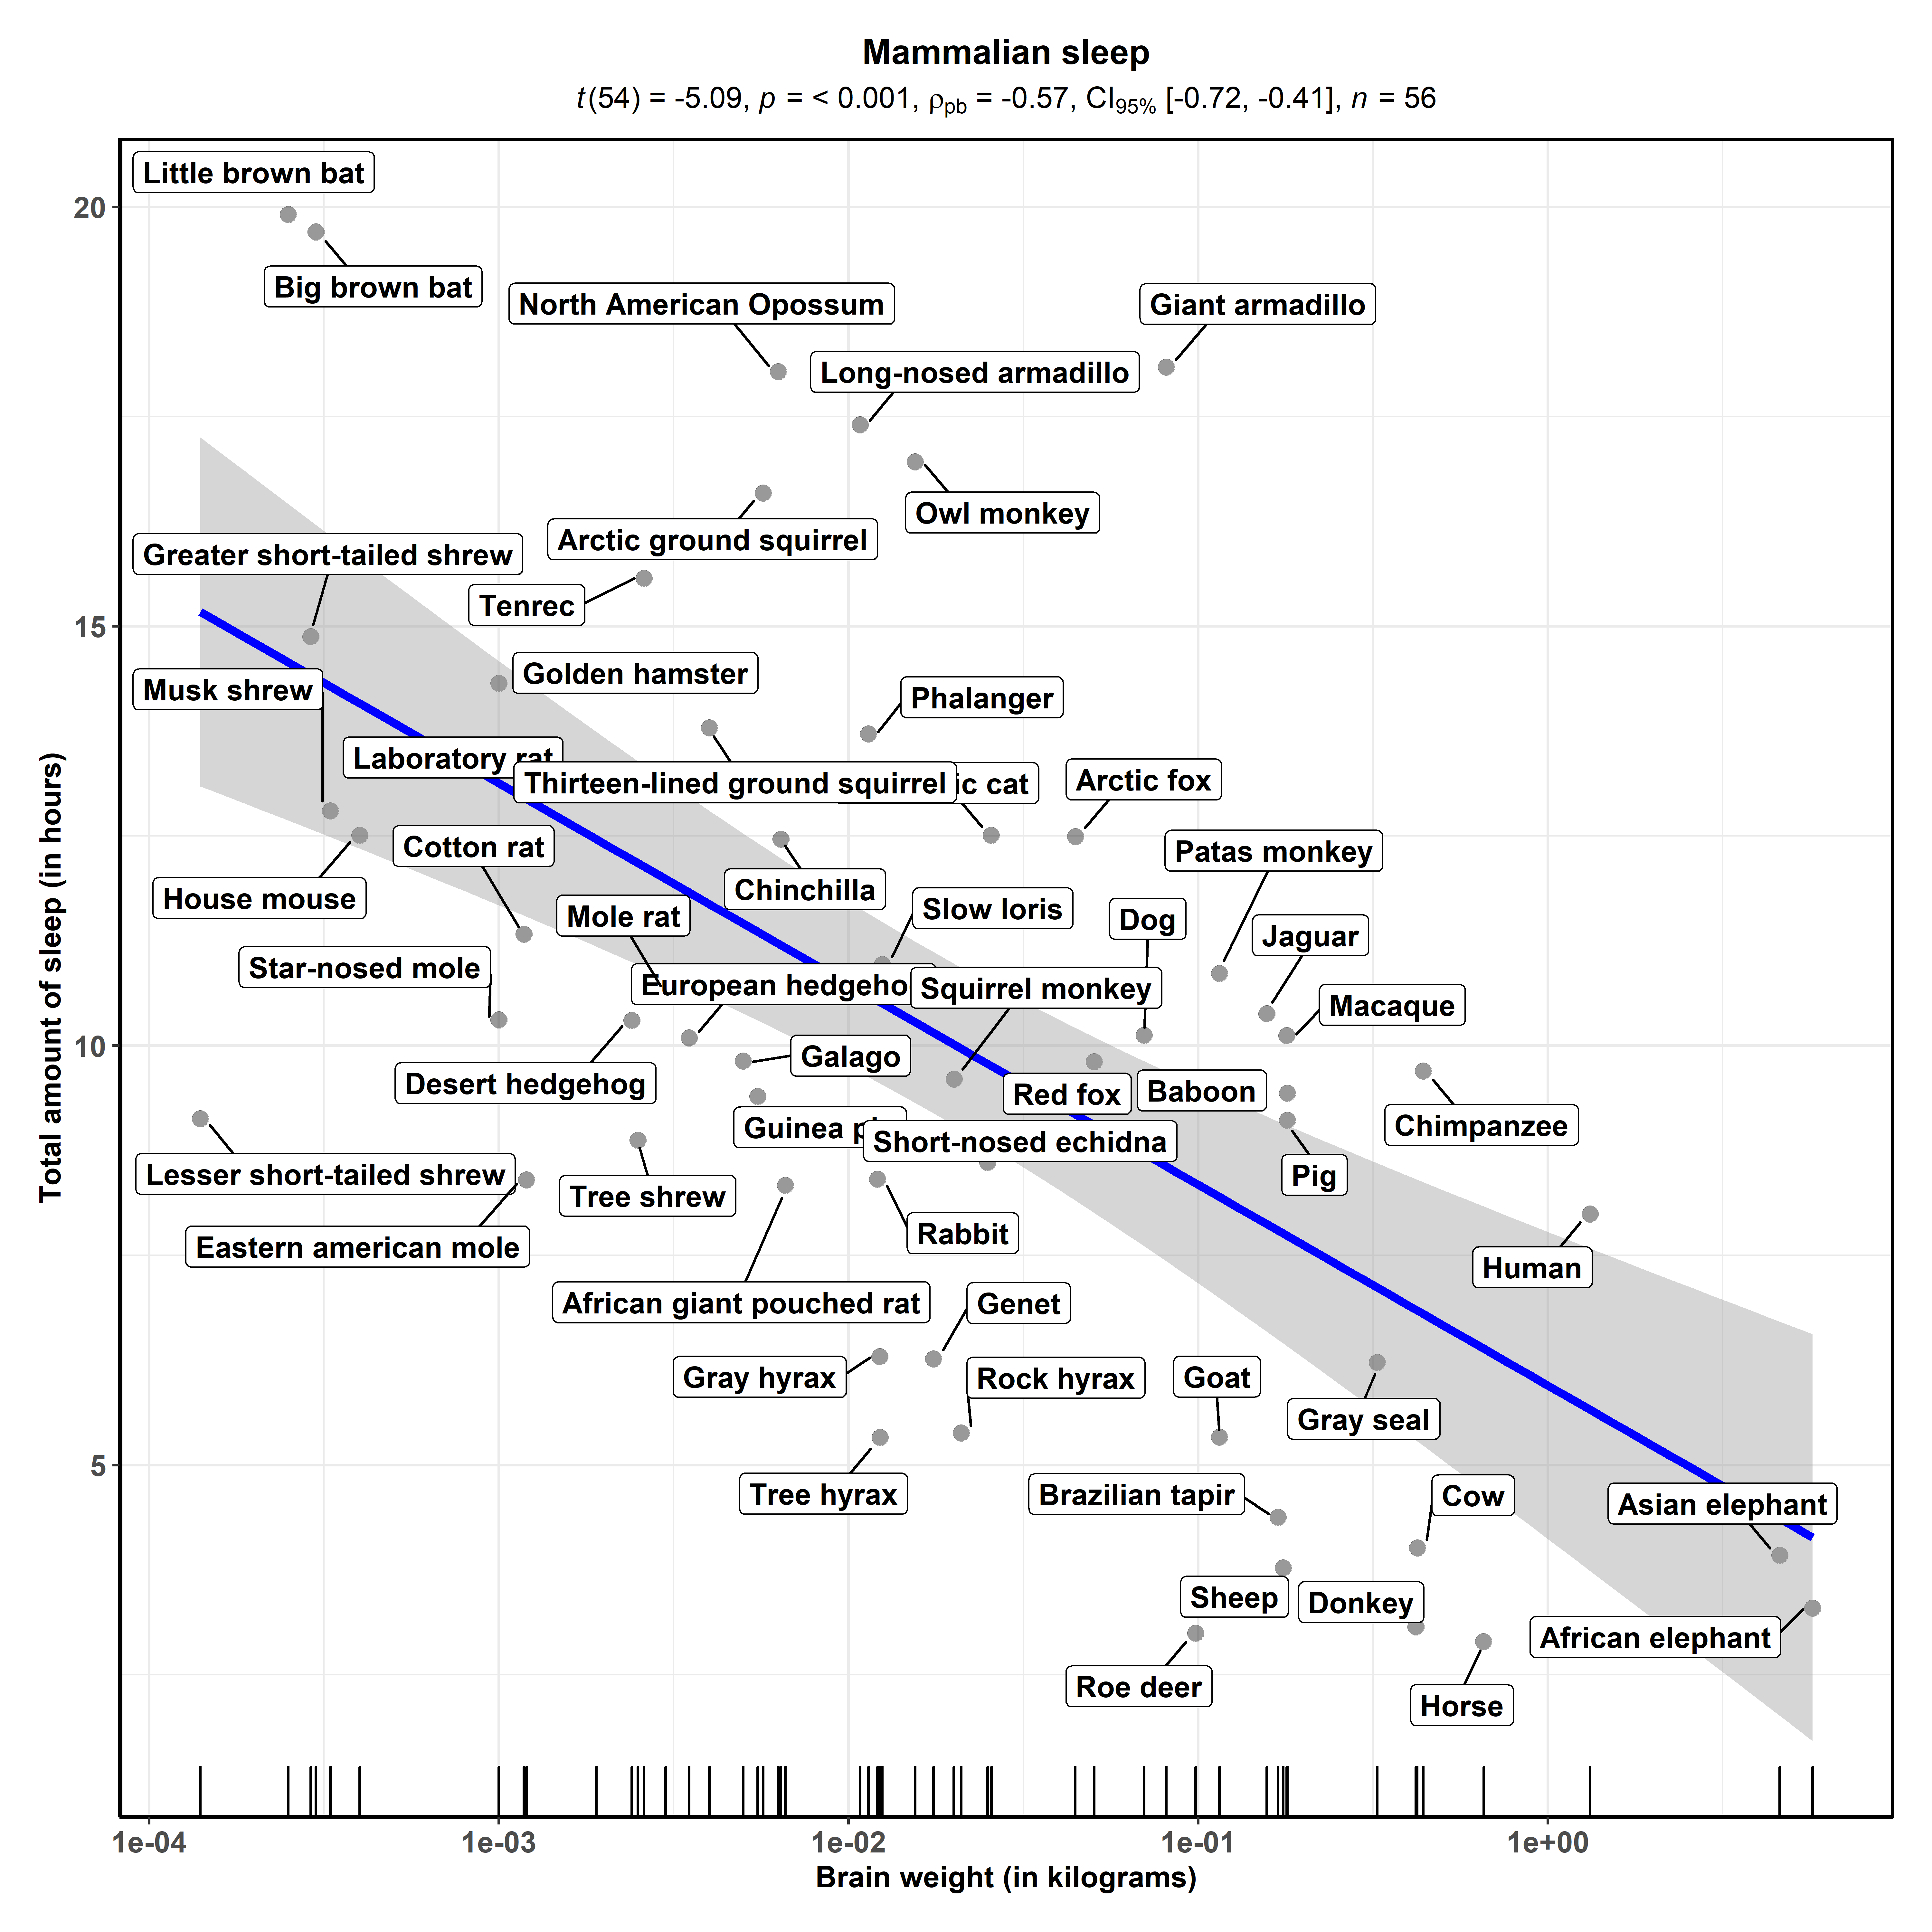 Mammalian sleep
t(54) = -5.09, p = < 0.001, ρpb = -0.57, CI95% [-0.72, -0.41], n = 56
Little brown bat
20
Big brown bat
North American Opossum
Giant armadillo
Long-nosed armadillo
Owl monkey
Arctic ground squirrel
Greater short-tailed shrew
Tenrec
15
Golden hamster
Musk shrew
Phalanger
Laboratory rat
Thirteen-lined ground squirrel
ic cat
Arctic fox
Cotton rat
Patas monkey
House mouse
Chinchilla
Slow loris
Mole rat
Dog
Jaguar
Star-nosed mole
European hedgeho
Squirrel monkey
Macaque
10
Galago
Desert hedgehog
Red fox
Baboon
Guinea p
Chimpanzee
Short-nosed echidna
Lesser short-tailed shrew
Pig
Tree shrew
Rabbit
Eastern american mole
Human
African giant pouched rat
Genet
Gray hyrax
Rock hyrax
Goat
Gray seal
5
Tree hyrax
Brazilian tapir
Cow
Asian elephant
Sheep
Donkey
African elephant
Roe deer
Horse
Total amount of sleep (in hours)
1e-04
1e-03
1e-02
1e-01
1e+00
Brain weight (in kilograms)